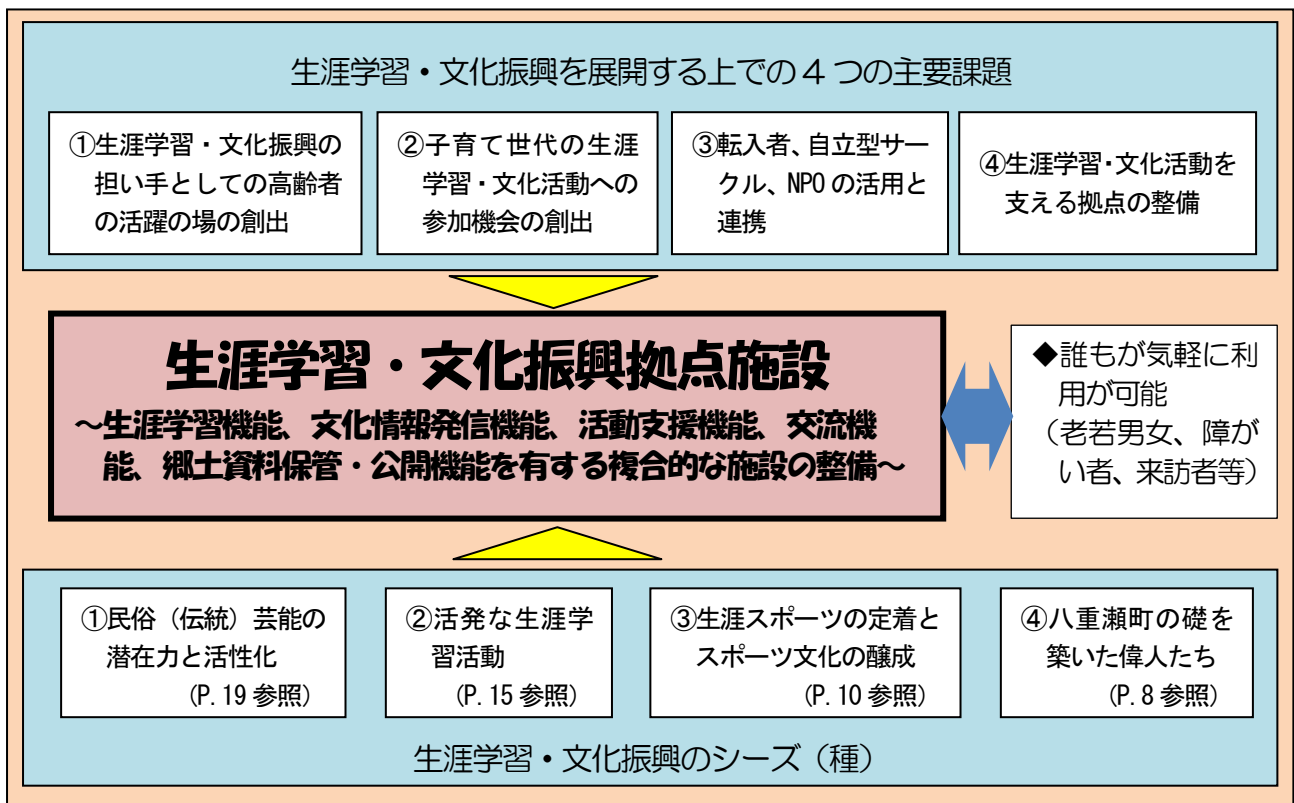 生涯学習・文化振興を展開する上での4つの主要課題
①生涯学習・文化振興の
担い手としての高齢者
の活躍の場の創出
②子育て世代の生涯
学習・文化活動への
参加機会の創出
③転入者、自立型サー
クル、NPOの活用と
連携
④生涯学習・文化活動を
支える拠点の整備
生涯学習・文化振興拠点施設
～生涯学習機能、文化情報発信機能、活動支援機能、交流機
能、郷土資料保管・公開機能を有する複合的な施設の整備～
◆誰もが気軽に利
用が可能
（老若男女、障が
い者、来訪者等）
①民俗（伝統）芸能の
潜在力と活性化
(P.19参照)
②活発な生涯学
習活動
(P.15参照)
③生涯スポーツの定着と
スポーツ文化の醸成
(P.10参照)
④八重瀬町の礎を
築いた偉人たち
(P.8参照)
生涯学習・文化振興のシーズ（種）